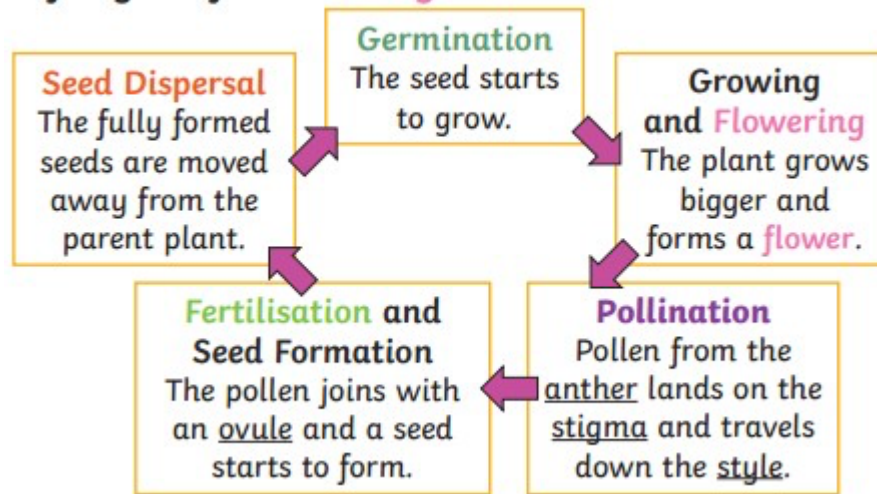 Germination
The seed starts
to grow.
Growing
and Flowering
The plant grows
bigger and
forms a flower.
Pollination
Pollen from the
anther lands on the
stigma and travels
down the style.
Fertilisation and
Seed Formation
The pollen joins with
an ovule and a seed
starts to form.
Seed Dispersal
The fully formed
seeds are moved
away from the
parent plant.